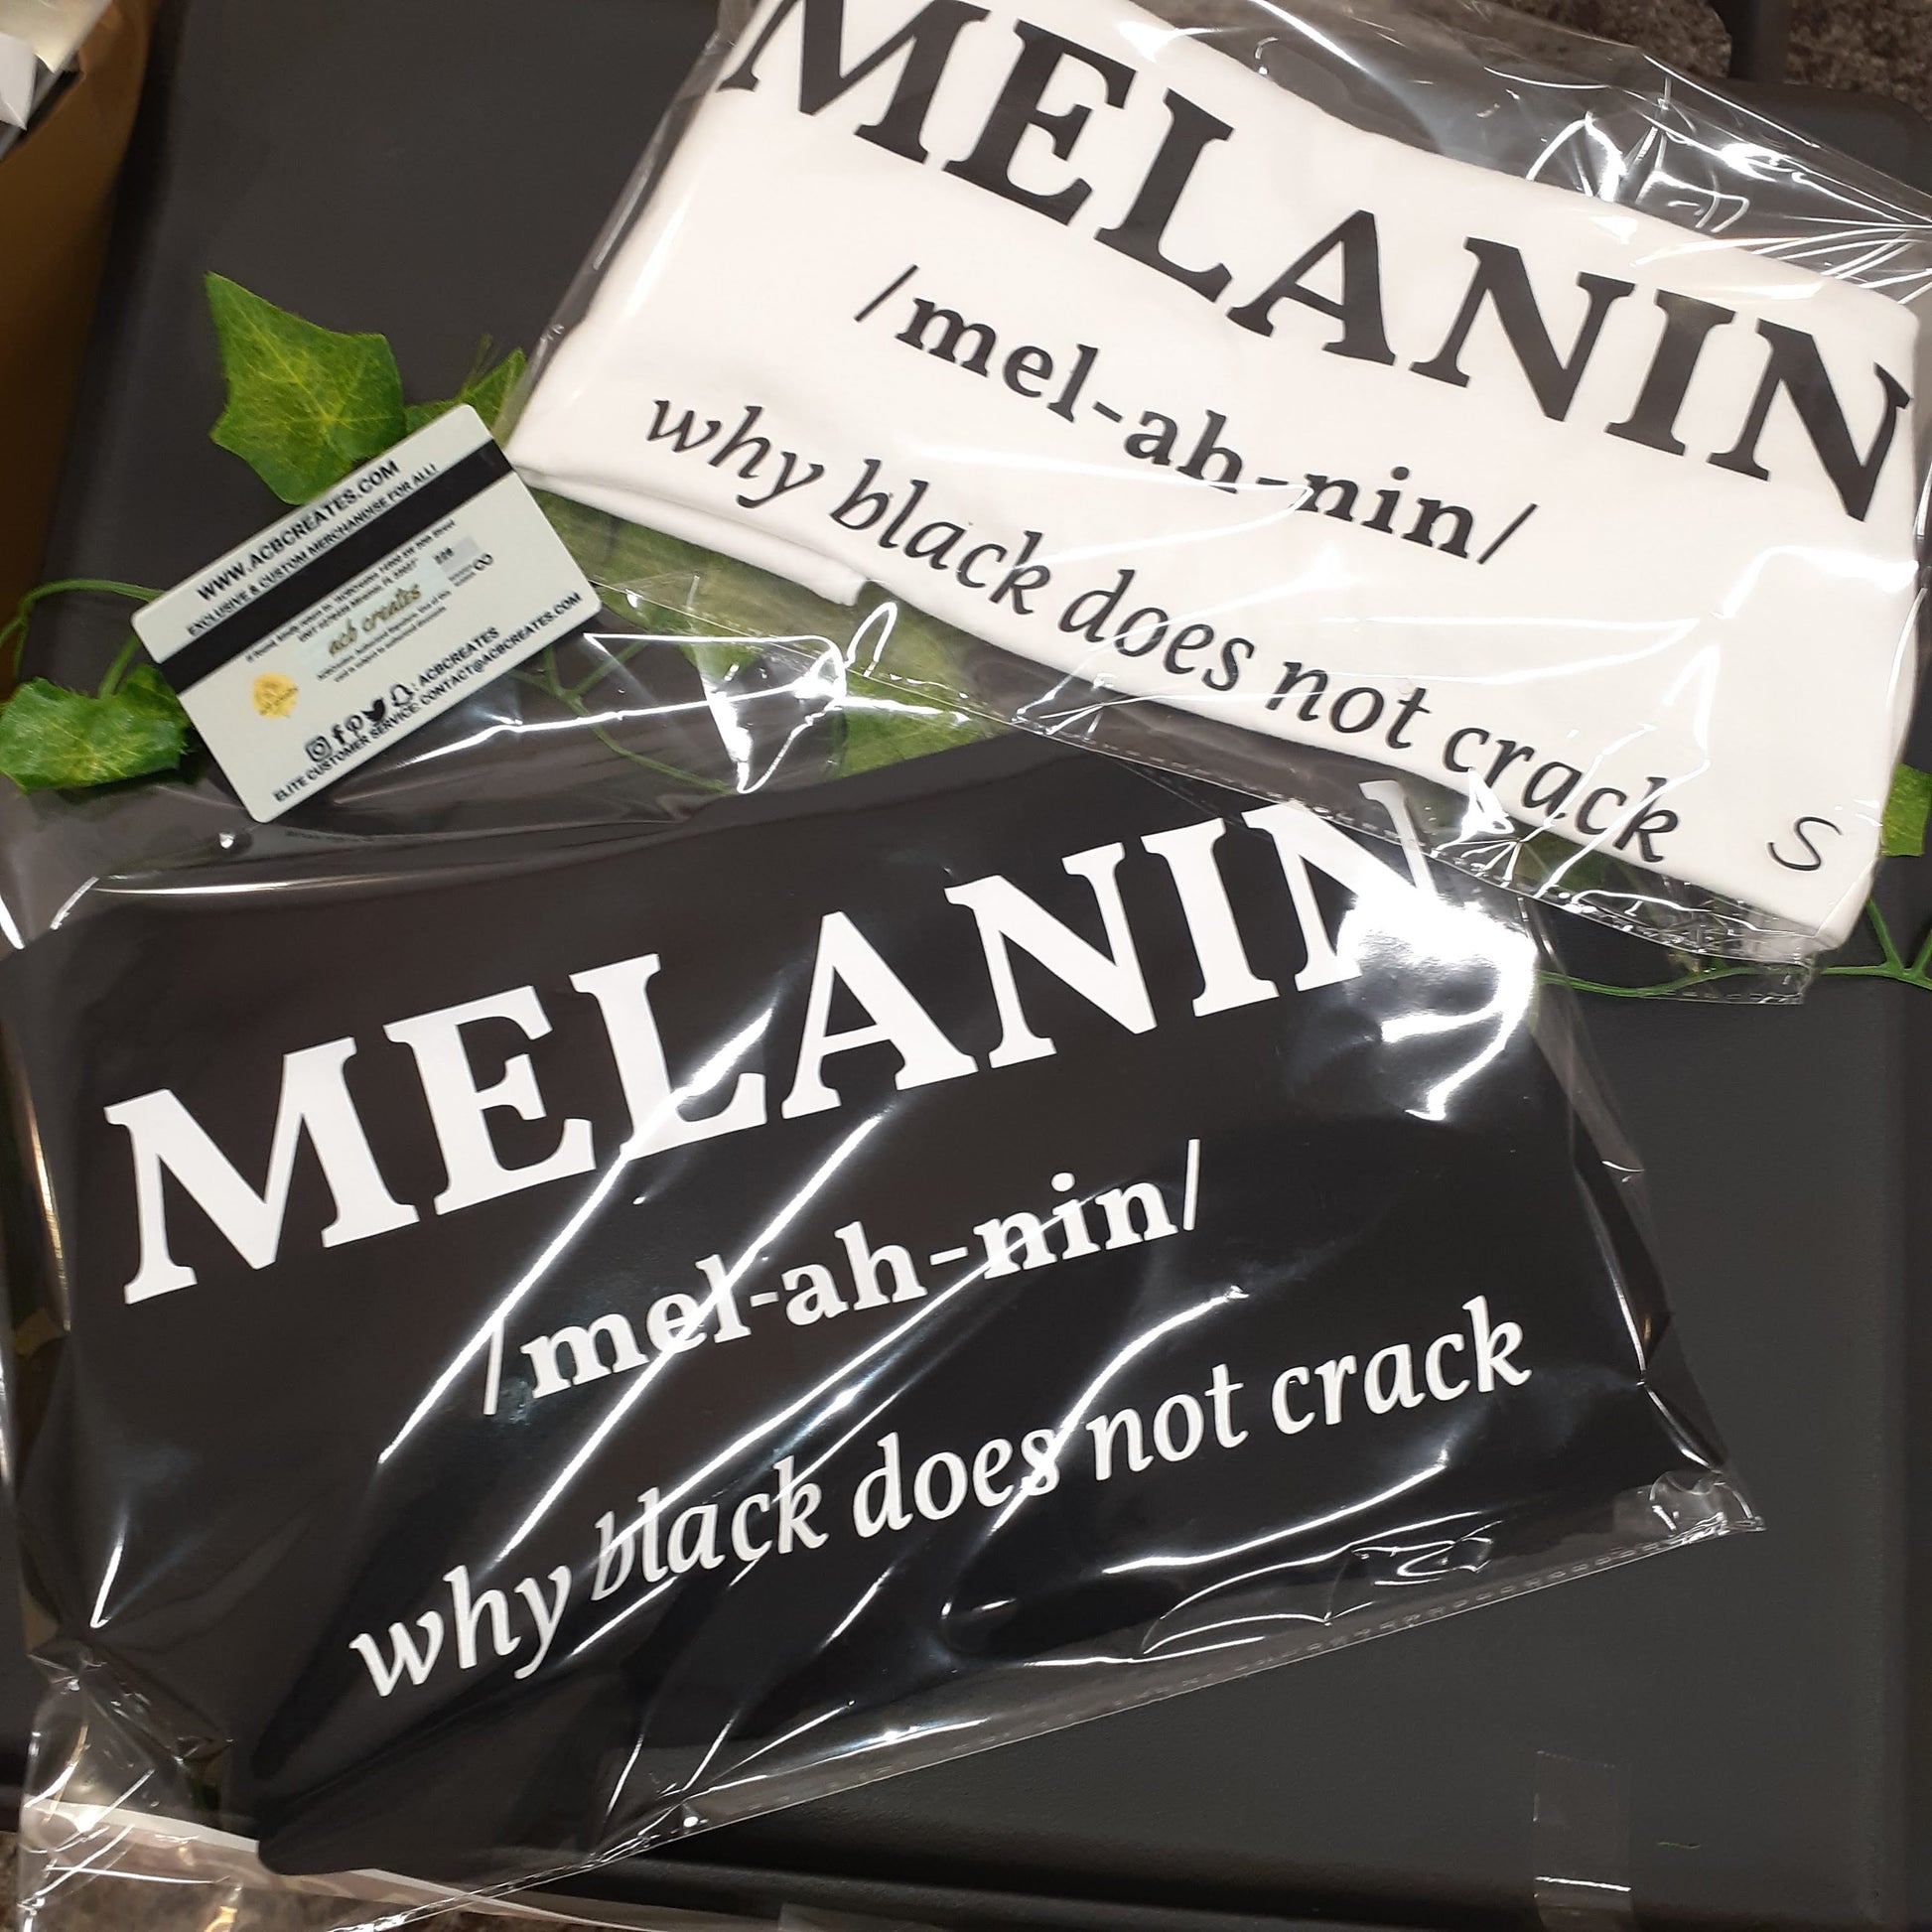 MELANIN
/mel-ah-nin/
why black does not crack
S
WWW.ACBCREATES.COM
EXCLUSIVE & CUSTOM MERCHANDISE FOR ALL!
acb creates
: ACBCREATES
ELITE CUSTOMER SERVICE: CONTACT@ACBCREATES.COM
MELANIN
/mel-ah-nin/
why black does not crack